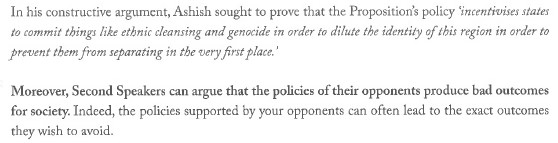 In his constructive argument, Ashish sought to prove that the Proposition's policy 'incentivises states
to commit things like ethnic cleansing and genocide in order to dilute the identity of this region in order to
prevent them from separating in the very first place.'
Moreover, Second Speakers can argue that the policies of their opponents produce bad outcomes
for society. Indeed, the policies supported by your opponents can often lead to the exact outcomes
they wish to avoid.